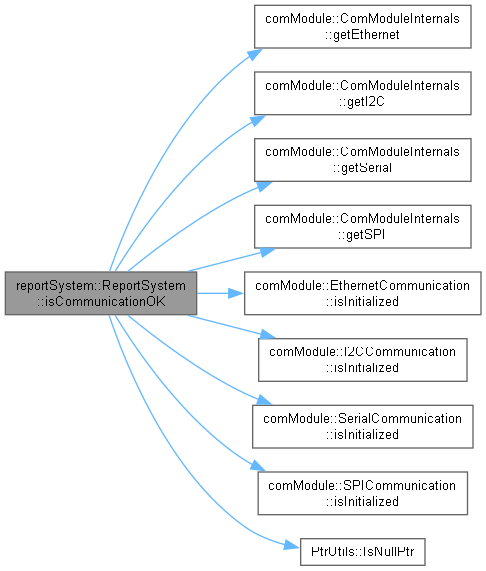 comModule::ComModuleInternals
::getEthernet
comModule::ComModuleInternals
::getI2C
comModule::ComModuleInternals
::getSerial
comModule::ComModuleInternals
::getSPI
reportSystem::ReportSystem
::isCommunicationOK
comModule::EthernetCommunication
::isInitialized
comModule::I2CCommunication
::isInitialized
comModule::SerialCommunication
::isInitialized
comModule::SPICommunication
::isInitialized
PtrUtils::IsNullPtr